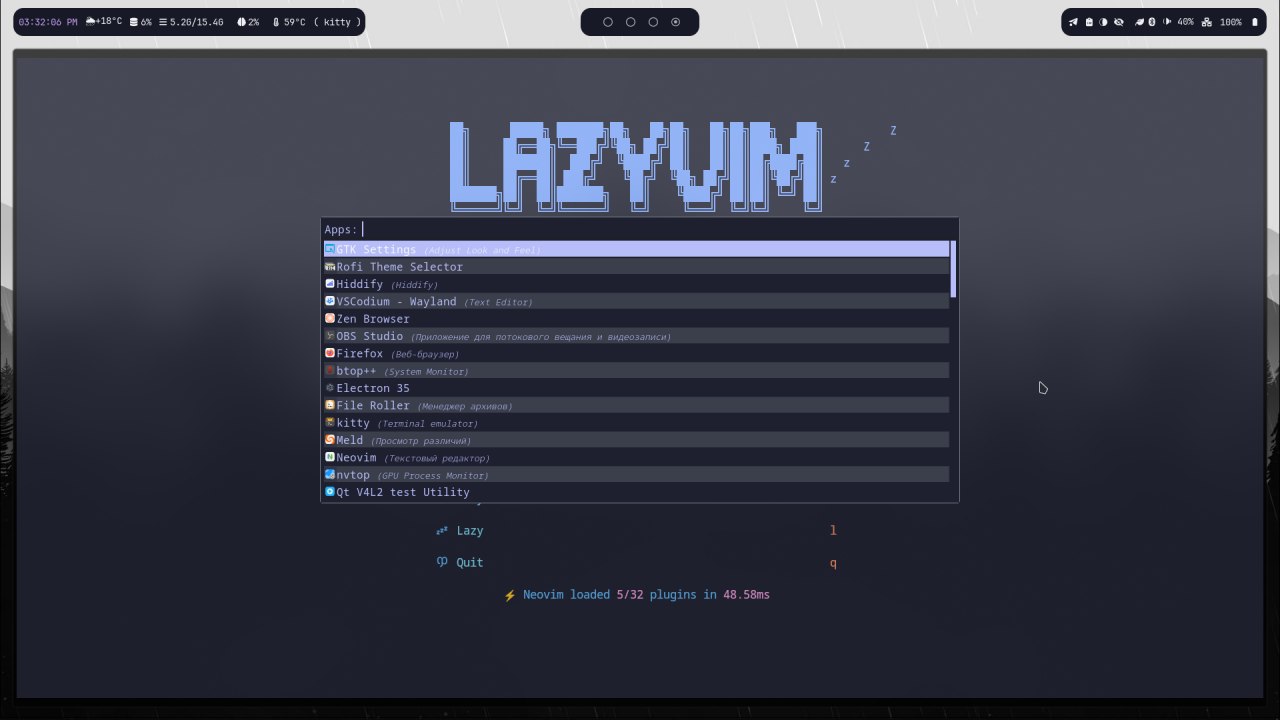 03:32:06 PM +18°C 6% 5.2G/15.4G 2% 59°C ( kitty )
40% 100%
LAZYVIM
Z
Z
z
z
Apps:
GTK Settings (Adjust Look and Feel)
Rofi Theme Selector
Hiddify (Hiddify)
VSCodium - Wayland (Text Editor)
Zen Browser
OBS Studio (Приложение для потокового вещания и видеозаписи)
Firefox (Веб-браузер)
btop++ (System Monitor)
Electron 35
File Roller (Менеджер архивов)
kitty (Terminal emulator)
Meld (Просмотр различий)
Neovim (Текстовый редактор)
nvtop (GPU Process Monitor)
Qt V4L2 test Utility
Lazy l
Quit q
Neovim loaded 5/32 plugins in 48.58ms